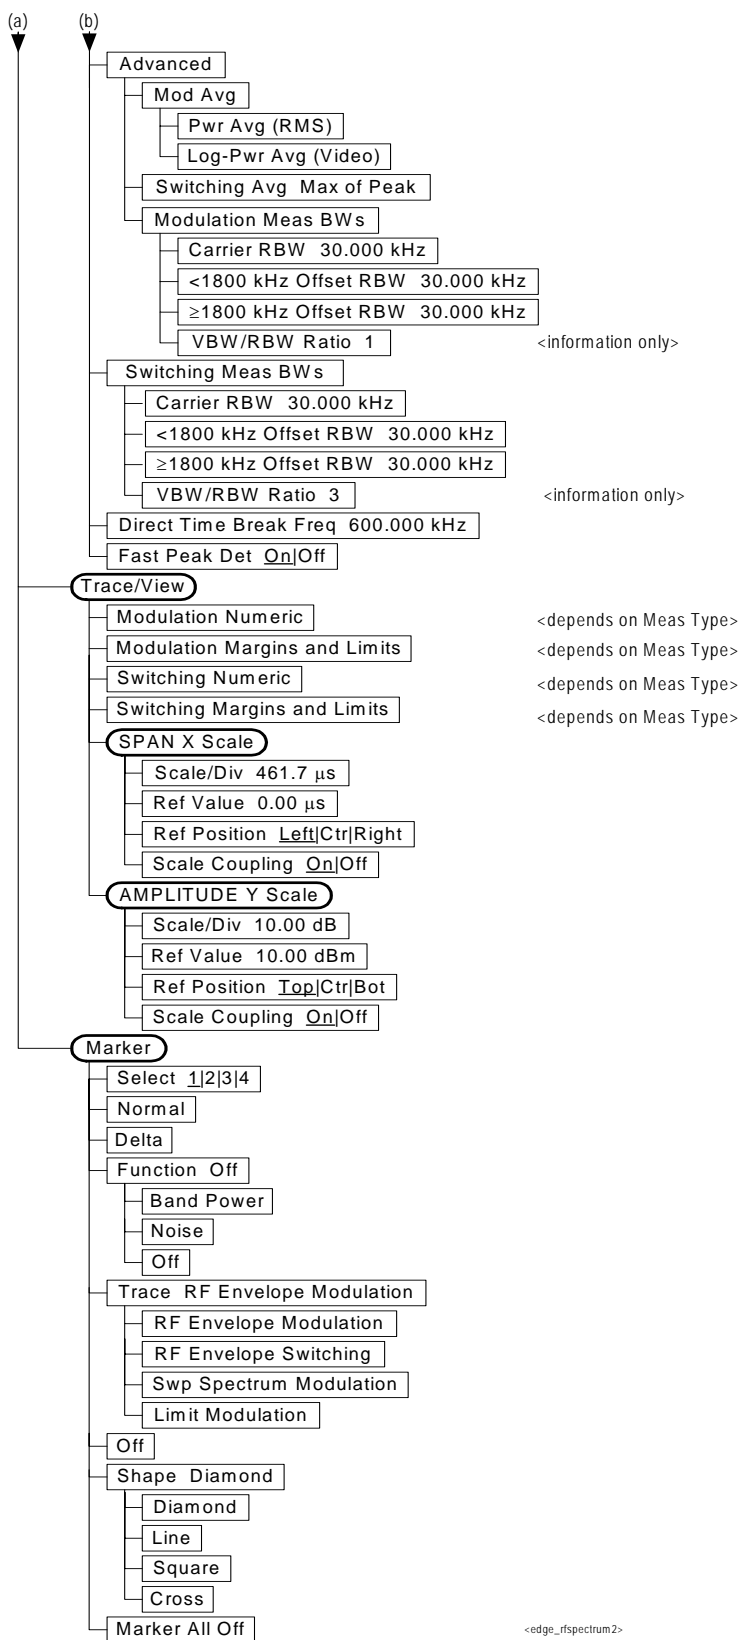 (a) (b)
Advanced
Mod Avg
Pwr Avg (RMS)
Log-Pwr Avg (Video)
Switching Avg Max of Peak
Modulation Meas BWs
Carrier RBW 30.000 kHz
<1800 kHz Offset RBW 30.000 kHz
≥1800 kHz Offset RBW 30.000 kHz
VBW/RBW Ratio 1 <information only>
Switching Meas BWs
Carrier RBW 30.000 kHz
<1800 kHz Offset RBW 30.000 kHz
≥1800 kHz Offset RBW 30.000 kHz
VBW/RBW Ratio 3 <information only>
Direct Time Break Freq 600.000 kHz
Fast Peak Det On|Off
Trace/View
Modulation Numeric <depends on Meas Type>
Modulation Margins and Limits <depends on Meas Type>
Switching Numeric <depends on Meas Type>
Switching Margins and Limits <depends on Meas Type>
SPAN X Scale
Scale/Div 461.7 μs
Ref Value 0.00 μs
Ref Position Left|Ctr|Right
Scale Coupling On|Off
AMPLITUDE Y Scale
Scale/Div 10.00 dB
Ref Value 10.00 dBm
Ref Position Top|Ctr|Bot
Scale Coupling On|Off
Marker
Select 1|2|3|4
Normal
Delta
Function Off
Band Power
Noise
Off
Trace RF Envelope Modulation
RF Envelope Modulation
RF Envelope Switching
Swp Spectrum Modulation
Limit Modulation
Off
Shape Diamond
Diamond
Line
Square
Cross
Marker All Off <edge_rfspectrum2>